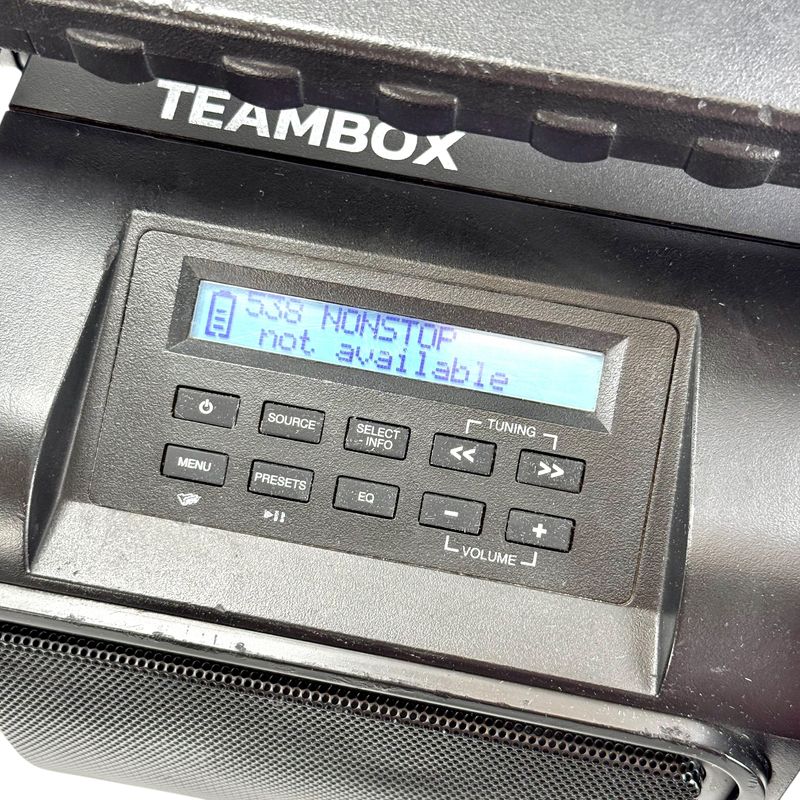 TEAMBOX
538 NONSTOP
not available
SOURCE
SELECT
INFO
TUNING
<<
>>
MENU
PRESETS
EQ
-
+
VOLUME